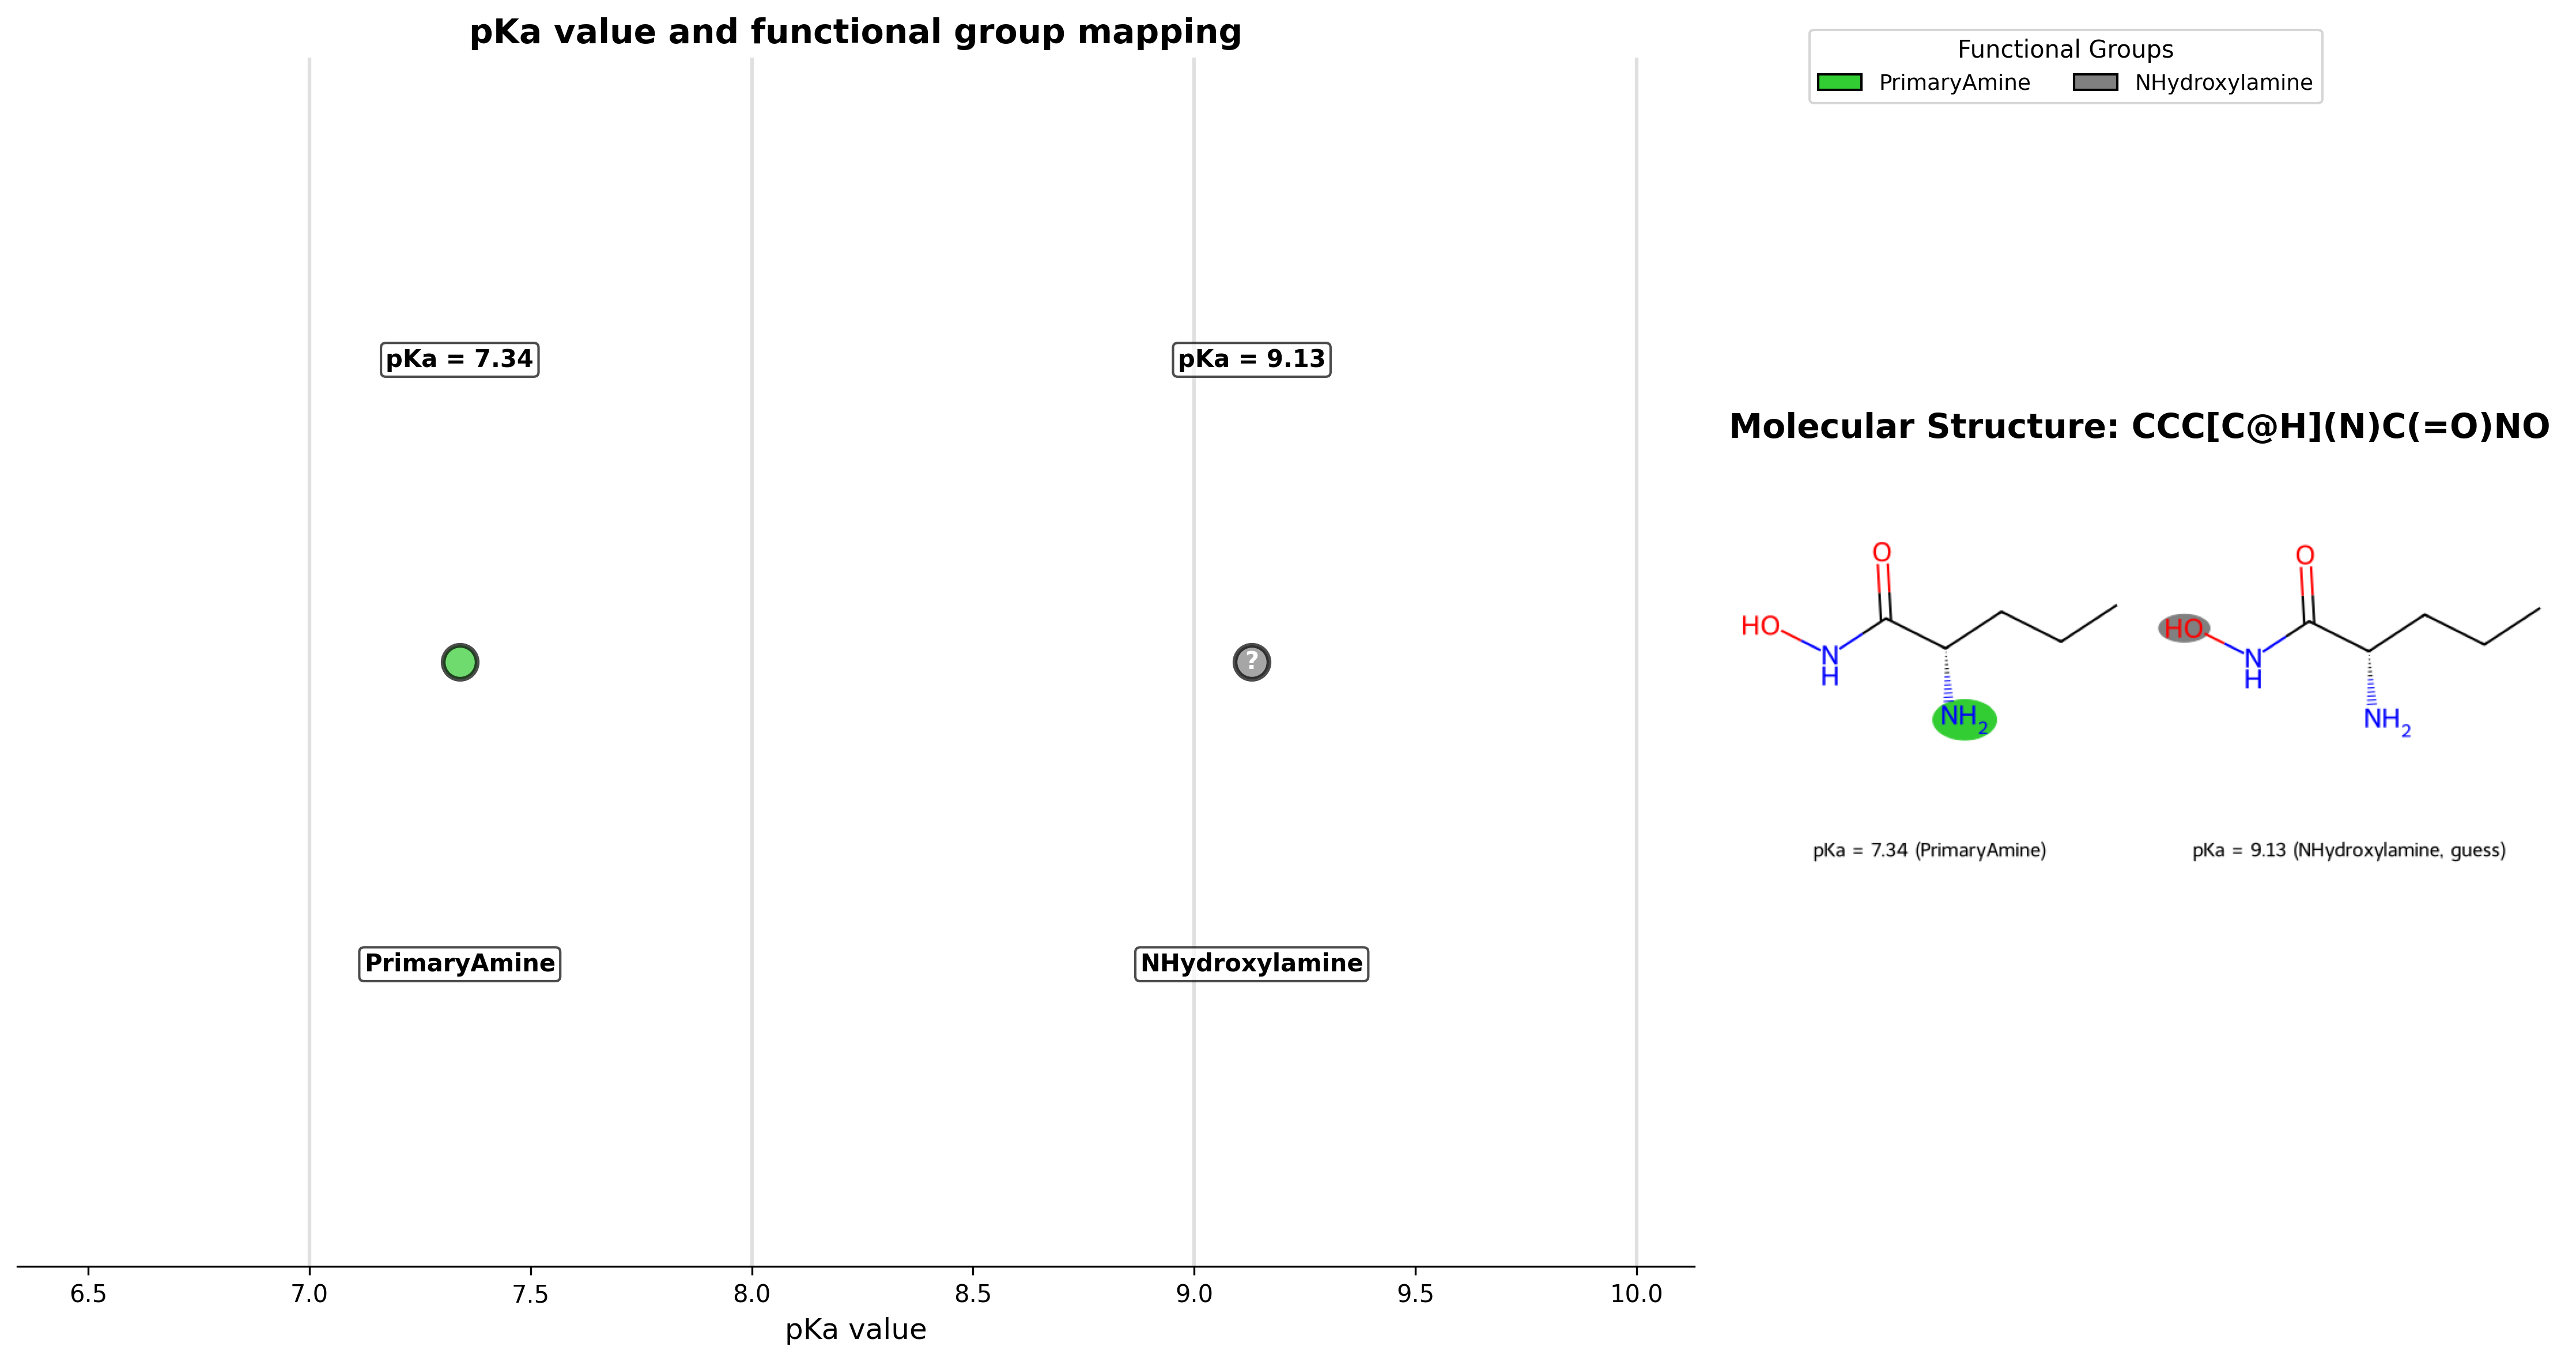 pKa value and functional group mapping
Functional Groups
PrimaryAmine
NHydroxylamine
pKa = 7.34
pKa = 9.13
?
PrimaryAmine
NHydroxylamine
6.5
7.0
7.5
8.0
8.5
9.0
9.5
10.0
pKa value
Molecular Structure: CCC[C@H](N)C(=O)NO
O
HO
N
H
NH2
O
HO
N
H
NH2
pKa = 7.34 (PrimaryAmine)
pKa = 9.13 (NHydroxylamine, guess)